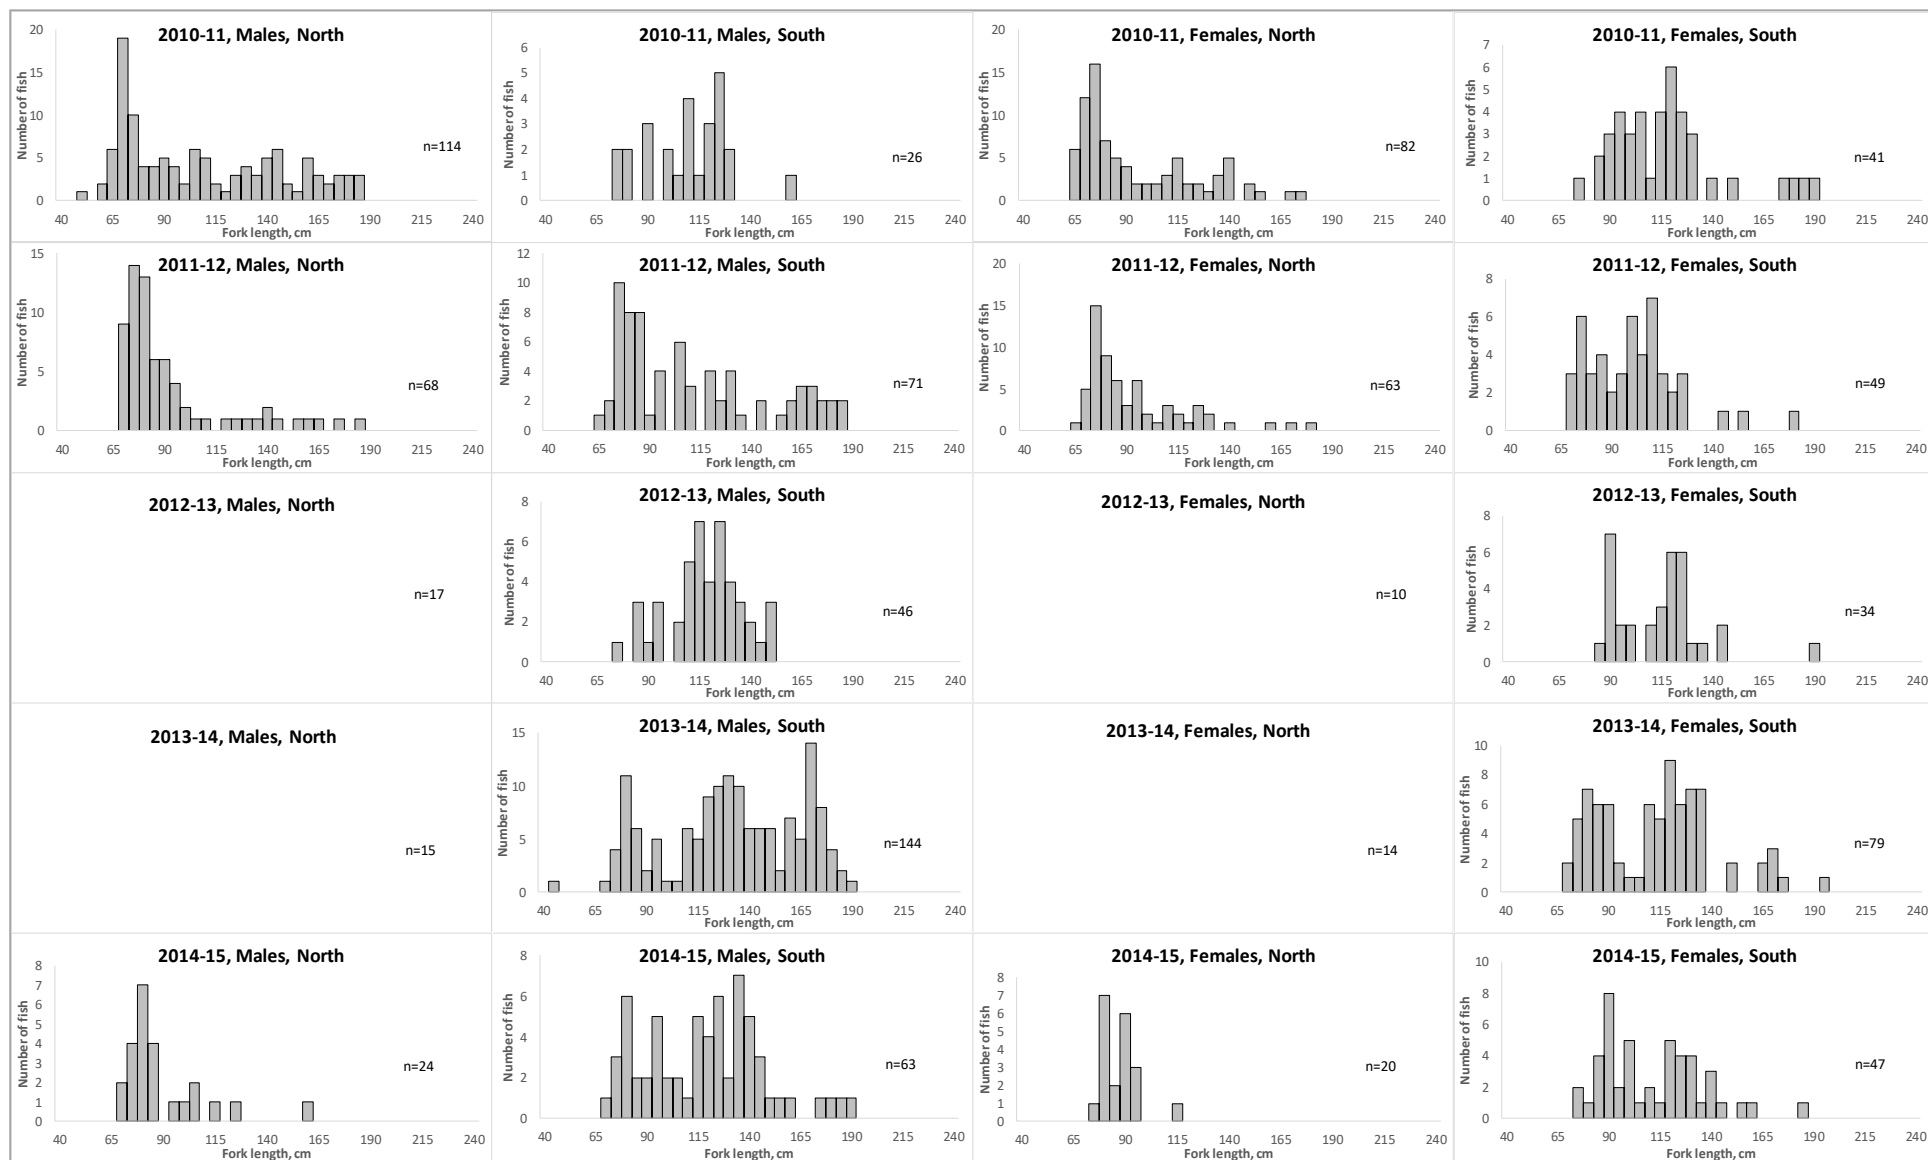 2010-11, Males, North
Number of fish
20
15
10
5
0
n=114
40 65 90 115 140 165 190 215 240
Fork length, cm
2010-11, Males, South
Number of fish
6
5
4
3
2
1
0
n=26
40 65 90 115 140 165 190 215 240
Fork length, cm
2010-11, Females, North
Number of fish
20
15
10
5
0
n=82
40 65 90 115 140 165 190 215 240
Fork length, cm
2010-11, Females, South
Number of fish
7
6
5
4
3
2
1
0
n=41
40 65 90 115 140 165 190 215 240
Fork length, cm
2011-12, Males, North
Number of fish
15
10
5
0
n=68
40 65 90 115 140 165 190 215 240
Fork length, cm
2011-12, Males, South
Number of fish
12
10
8
6
4
2
0
n=71
40 65 90 115 140 165 190 215 240
Fork length, cm
2011-12, Females, North
Number of fish
20
15
10
5
0
n=63
40 65 90 115 140 165 190 215 240
Fork length, cm
2011-12, Females, South
Number of fish
8
6
4
2
0
n=49
40 65 90 115 140 165 190 215 240
Fork length, cm
2012-13, Males, North
n=17
2012-13, Males, South
Number of fish
8
6
4
2
0
n=46
40 65 90 115 140 165 190 215 240
Fork length, cm
2012-13, Females, North
n=10
2012-13, Females, South
Number of fish
8
6
4
2
0
n=34
40 65 90 115 140 165 190 215 240
Fork length, cm
2013-14, Males, North
n=15
2013-14, Males, South
Number of fish
15
10
5
0
n=144
40 65 90 115 140 165 190 215 240
Fork length, cm
2013-14, Females, North
n=14
2013-14, Females, South
Number of fish
10
8
6
4
2
0
n=79
40 65 90 115 140 165 190 215 240
Fork length, cm
2014-15, Males, North
Number of fish
8
7
6
5
4
3
2
1
0
n=24
40 65 90 115 140 165 190 215 240
Fork length, cm
2014-15, Males, South
Number of fish
8
6
4
2
0
n=63
40 65 90 115 140 165 190 215 240
Fork length, cm
2014-15, Females, North
Number of fish
8
7
6
5
4
3
2
1
0
n=20
40 65 90 115 140 165 190 215 240
Fork length, cm
2014-15, Females, South
Number of fish
10
8
6
4
2
0
n=47
40 65 90 115 140 165 190 215 240
Fork length, cm